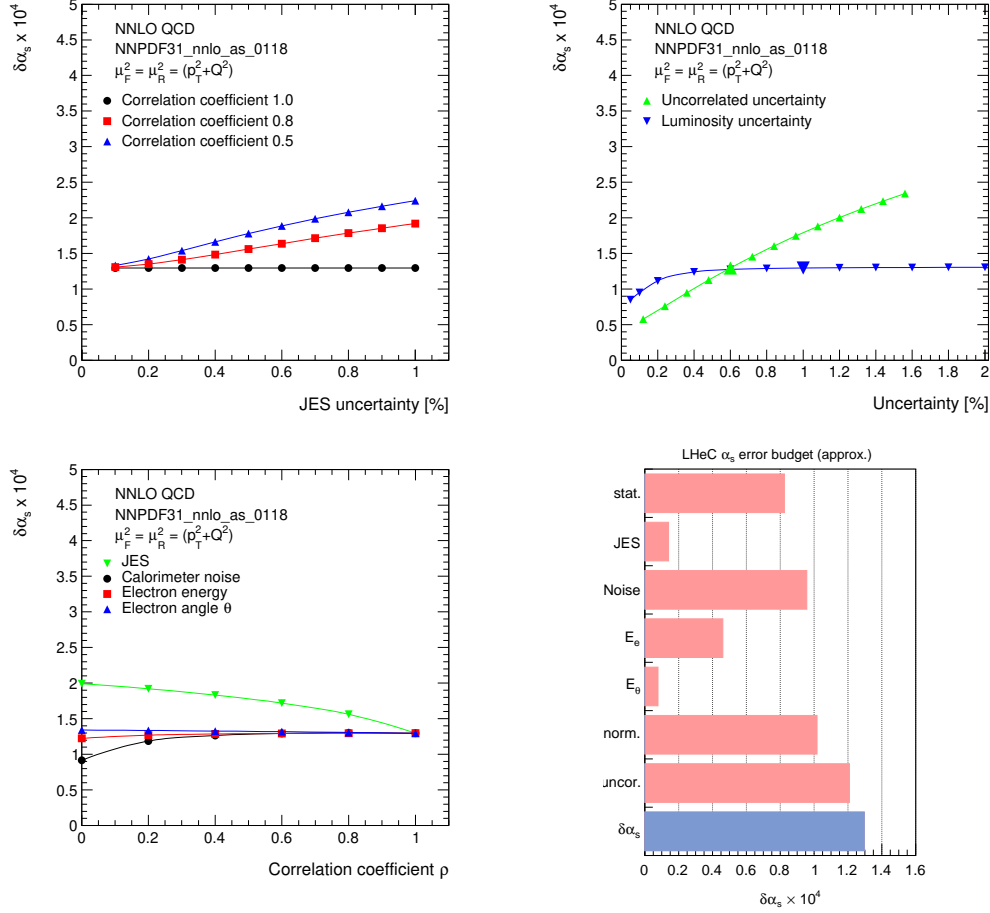 δαs x 10^4
5
4.5
4
3.5
3
2.5
2
1.5
1
0.5
0
NNLO QCD
NNPDF31_nnlo_as_0118
μ_F^2 = μ_R^2 = (p_T^2+Q^2)
Correlation coefficient 1.0
Correlation coefficient 0.8
Correlation coefficient 0.5
0 0.2 0.4 0.6 0.8 1
JES uncertainty [%]
δαs x 10^4
5
4.5
4
3.5
3
2.5
2
1.5
1
0.5
0
NNLO QCD
NNPDF31_nnlo_as_0118
μ_F^2 = μ_R^2 = (p_T^2+Q^2)
Uncorrelated uncertainty
Luminosity uncertainty
0 0.2 0.4 0.6 0.8 1 1.2 1.4 1.6 1.8 2
Uncertainty [%]
δαs x 10^4
5
4.5
4
3.5
3
2.5
2
1.5
1
0.5
0
NNLO QCD
NNPDF31_nnlo_as_0118
μ_F^2 = μ_R^2 = (p_T^2+Q^2)
JES
Calorimeter noise
Electron energy
Electron angle θ
0 0.2 0.4 0.6 0.8 1
Correlation coefficient ρ
LHeC αs error budget (approx.)
stat.
JES
Noise
E_e
E_θ
norm.
uncor.
δαs
0 0.2 0.4 0.6 0.8 1 1.2 1.4 1.6
δαs × 10^4